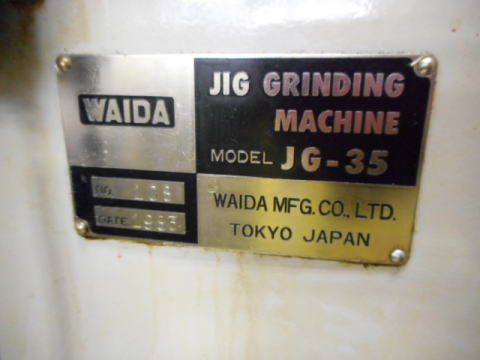 WAIDA
JIG GRINDING
MACHINE
MODEL JG-35
NO.
DATE
WAIDA MFG. CO., LTD.
TOKYO JAPAN